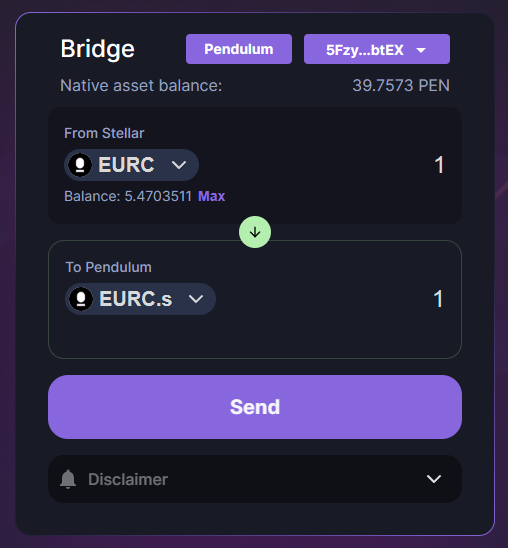 Bridge
Pendulum
5Fzy...btEX
Native asset balance: 39.7573 PEN
From Stellar
EURC 1
Balance: 5.4703511 Max
To Pendulum
EURC.s 1
Send
Disclaimer